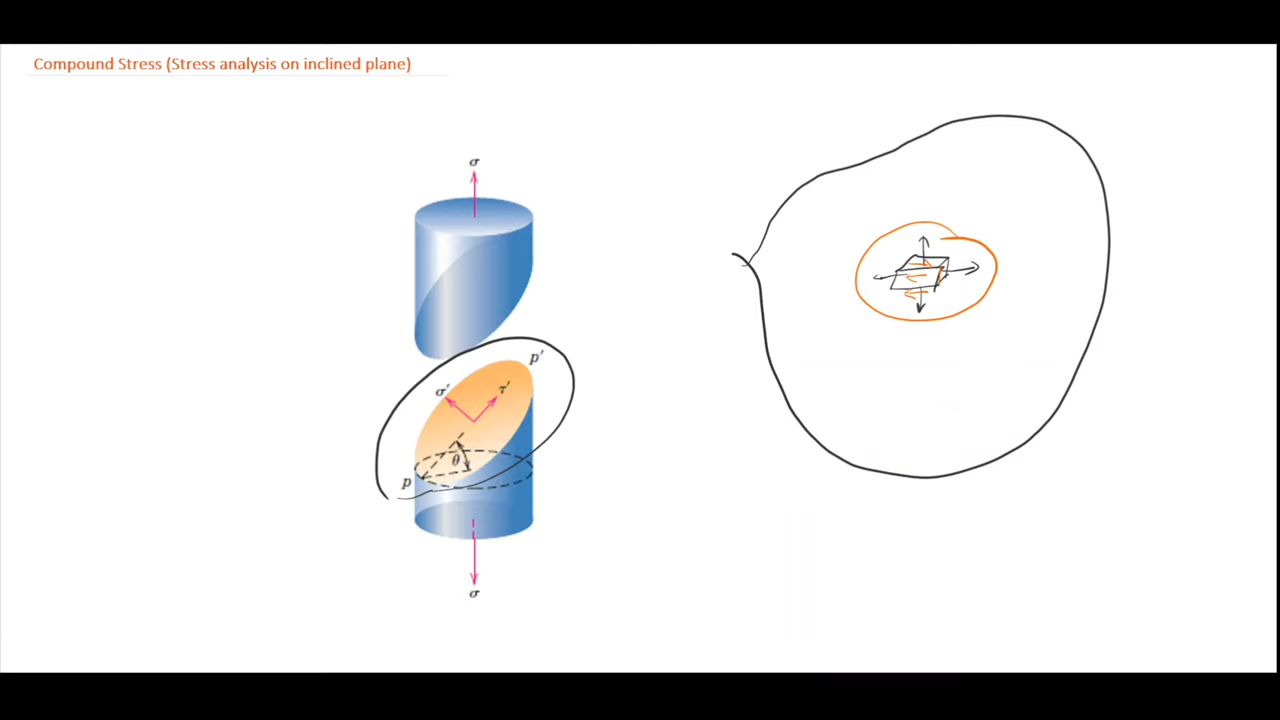 Compound Stress (Stress analysis on inclined plane)
σ
p'
σ' τ'
θ
p
σ